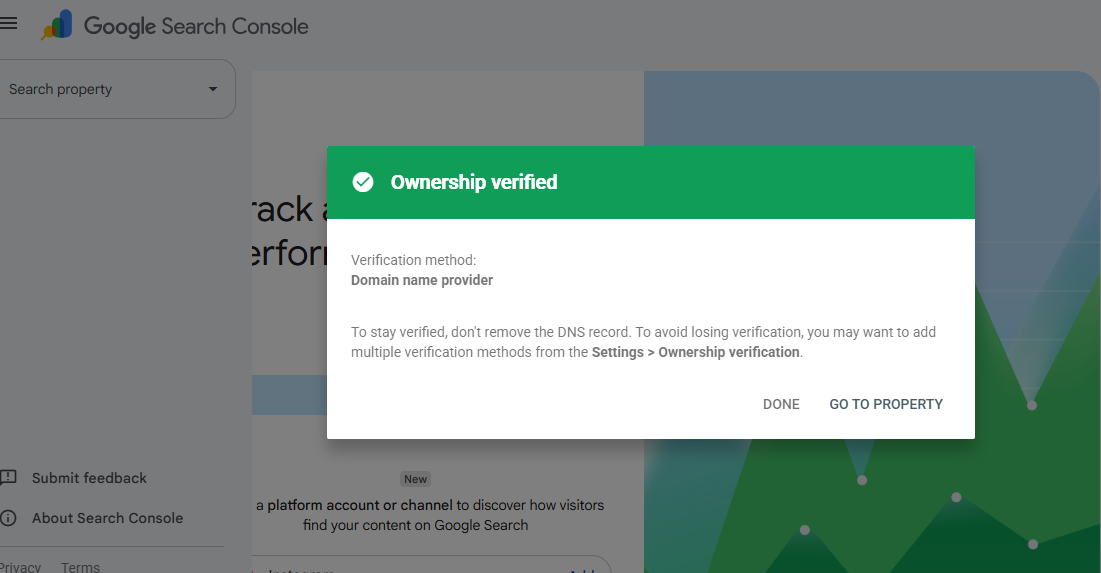 Google Search Console
Search property
Ownership verified
Verification method:
Domain name provider
To stay verified, don't remove the DNS record. To avoid losing verification, you may want to add
multiple verification methods from the Settings > Ownership verification.
DONE
GO TO PROPERTY
New
a platform account or channel to discover how visitors
find your content on Google Search
Submit feedback
About Search Console
Privacy Terms